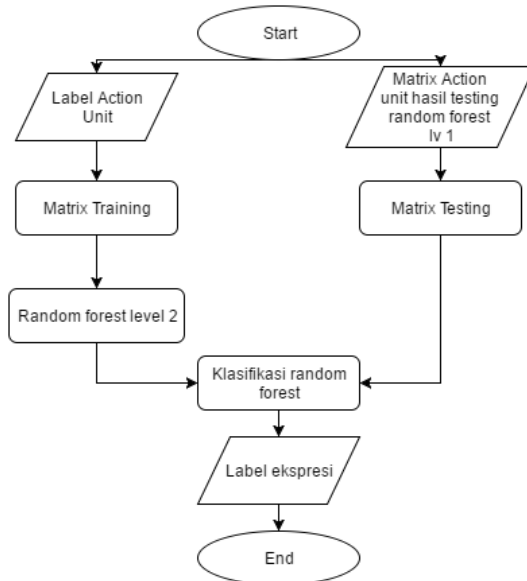 Start
Label Action
Unit
Matrix Action
unit hasil testing
random forest
lv 1
Matrix Training
Matrix Testing
Random forest level 2
Klasifikasi random
forest
Label ekspresi
End